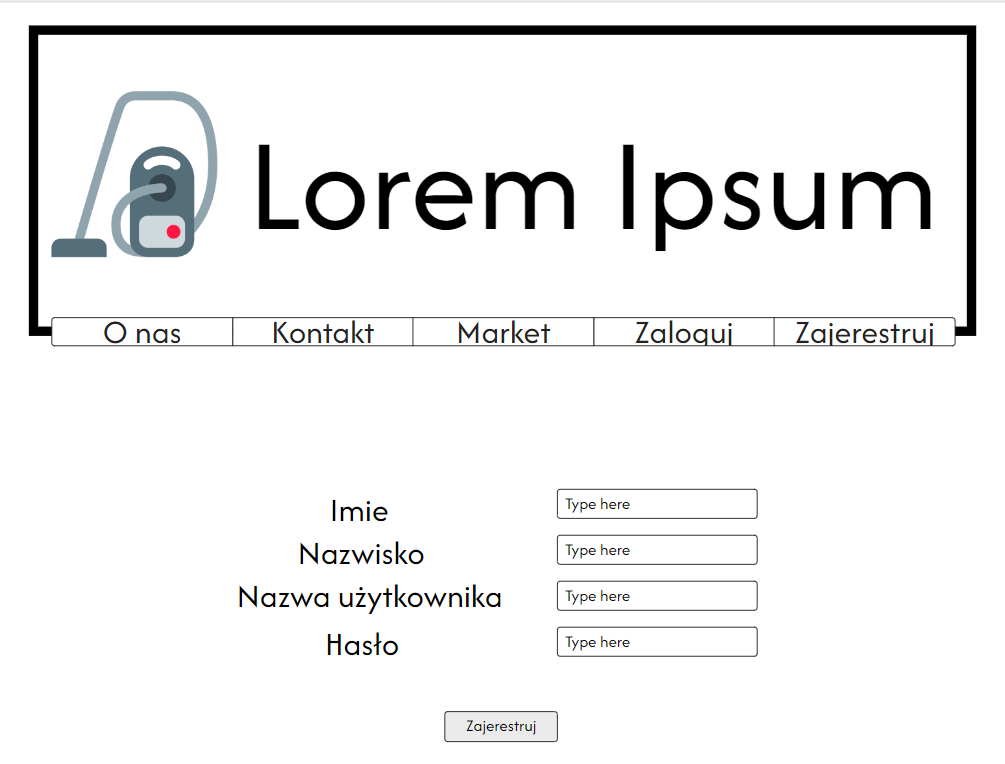 Lorem Ipsum
O nas Kontakt Market Zaloguj Zajerestruj
Imie Type here
Nazwisko Type here
Nazwa użytkownika Type here
Hasło Type here
Zajerestruj